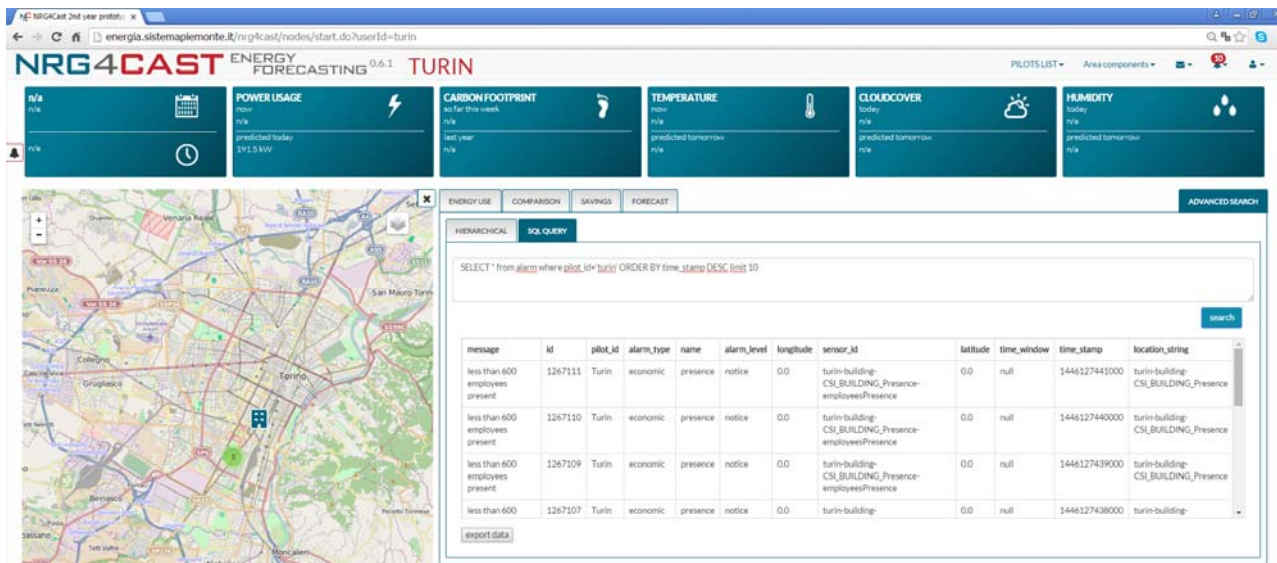 NRG4Cast 2nd year prototy
energia.sistemapiemonte.it/nrg4cast/nodes/start.do?userId=turin
NRG4CAST ENERGY FORECASTING 0.6.1 TURIN
PILOTS LIST Area components 10
n/a
n/a
n/a
POWER USAGE
now
n/a
predicted today
191.5 kW
CARBON FOOTPRINT
so far this week
n/a
last year
n/a
TEMPERATURE
now
n/a
predicted tomorrow
n/a
CLOUDCOVER
today
n/a
predicted tomorrow
n/a
HUMIDITY
today
n/a
predicted tomorrow
n/a
+
-
Druento
Venaria Reale
San Mauro Torin
Collegno
Grugliasco
Torino
Beinasco
Moncalieri
Tetti Valfre
ENERGY USE COMPARISON SAVINGS FORECAST ADVANCED SEARCH
HIERARCHICAL SQL QUERY
SELECT * from alarm where pilot_id='turin' ORDER BY time_stamp DESC limit 10
search
message id pilot_id alarm_type name alarm_level longitude sensor_id latitude time_window time_stamp location_string
less than 600 1267111 Turin economic presence notice 0.0 turin-building- 0.0 null 1446127441000 turin-building-
employees CSI_BUILDING_Presence- CSI_BUILDING_Presence
present employeesPresence
less than 600 1267110 Turin economic presence notice 0.0 turin-building- 0.0 null 1446127440000 turin-building-
employees CSI_BUILDING_Presence- CSI_BUILDING_Presence
present employeesPresence
less than 600 1267109 Turin economic presence notice 0.0 turin-building- 0.0 null 1446127439000 turin-building-
employees CSI_BUILDING_Presence- CSI_BUILDING_Presence
present employeesPresence
less than 600 1267107 Turin economic presence notice 0.0 turin-building- 0.0 null 1446127438000 turin-building-
export data